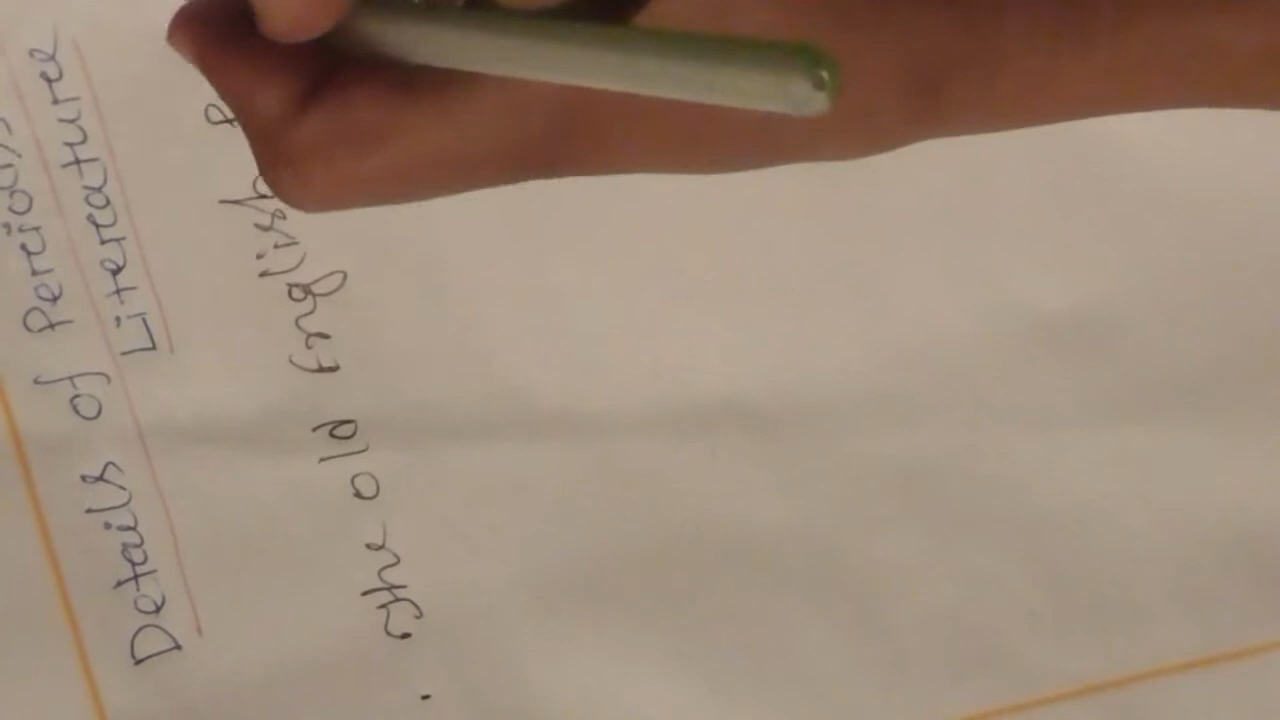 Details of Periods
Literature
. The old English P